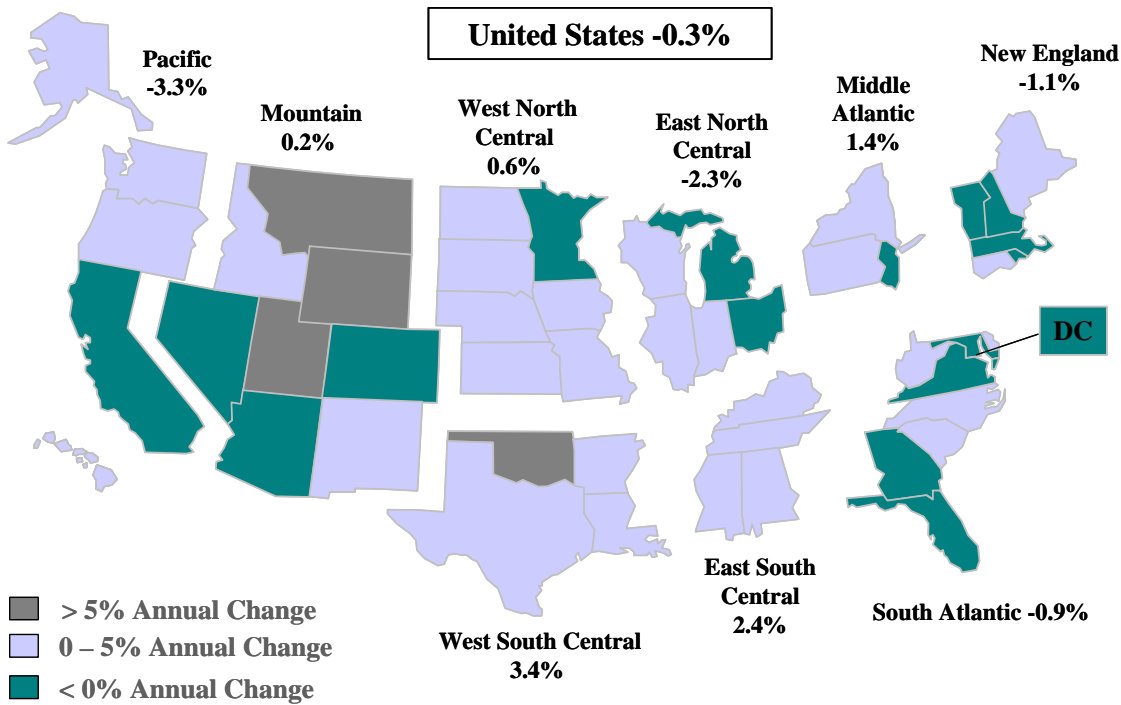 United States -0.3%
Pacific
-3.3%
Mountain
0.2%
West North
Central
0.6%
East North
Central
-2.3%
Middle
Atlantic
1.4%
New England
-1.1%
DC
East South
Central
2.4%
South Atlantic -0.9%
West South Central
3.4%
> 5% Annual Change
0 – 5% Annual Change
< 0% Annual Change